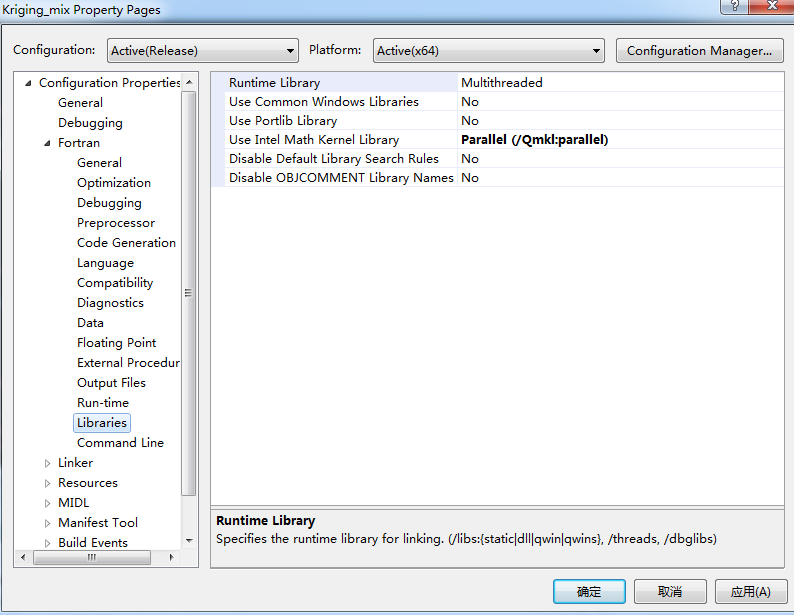 Kriging_mix Property Pages
Configuration: Active(Release) Platform: Active(x64) Configuration Manager...
Configuration Properties
General
Debugging
Fortran
General
Optimization
Debugging
Preprocessor
Code Generation
Language
Compatibility
Diagnostics
Data
Floating Point
External Procedur
Output Files
Run-time
Libraries
Command Line
Linker
Resources
MIDL
Manifest Tool
Build Events
Runtime Library Multithreaded
Use Common Windows Libraries No
Use Portlib Library No
Use Intel Math Kernel Library Parallel (/Qmkl:parallel)
Disable Default Library Search Rules No
Disable OBJCOMMENT Library Names No
Runtime Library
Specifies the runtime library for linking. (/libs:{static|dll|qwin|qwins}, /threads, /dbglibs)
确定 取消 应用(A)